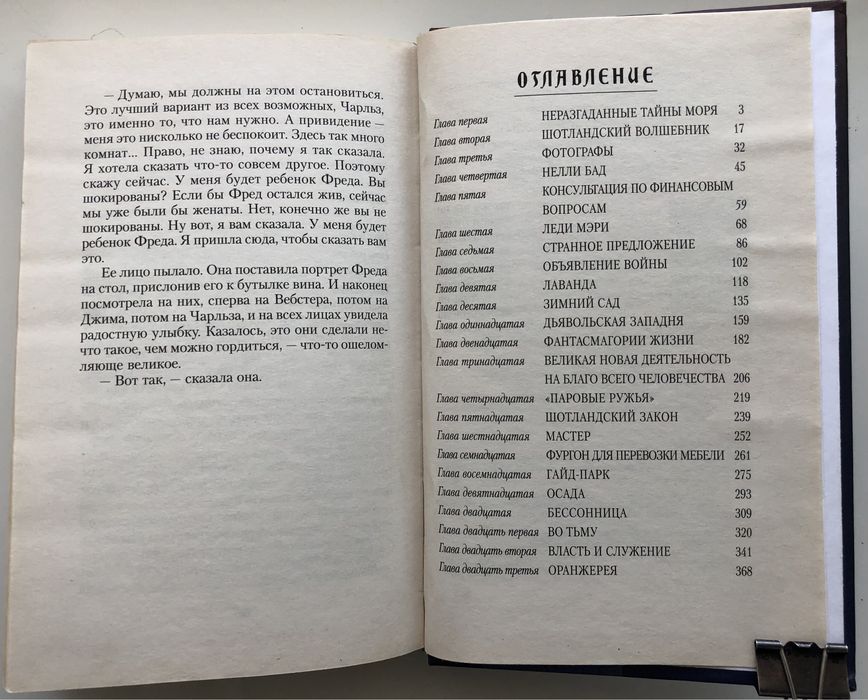 — Думаю, мы должны на этом остановиться.
Это лучший вариант из всех возможных, Чарльз,
это именно то, что нам нужно. А привидение —
меня это нисколько не беспокоит. Здесь так много
комнат... Право, не знаю, почему я так сказала.
Я хотела сказать что-то совсем другое. Поэтому
скажу сейчас. У меня будет ребенок Фреда. Вы
шокированы? Если бы Фред остался жив, сейчас
мы уже были бы женаты. Нет, конечно же вы не
шокированы. Ну вот, я вам сказала. У меня будет
ребенок Фреда. Я пришла сюда, чтобы сказать вам
это.
Ее лицо пылало. Она поставила портрет Фреда
на стол, прислонив его к бутылке вина. И наконец
посмотрела на них, сперва на Вебстера, потом на
Джима, потом на Чарльза, и на всех лицах увидела
радостную улыбку. Казалось, это они сделали не-
что такое, чем можно гордиться, — что-то ошелом-
ляюще великое.
— Вот так, — сказала она.
ОГЛАВЛЕНИЕ
Глава первая НЕРАЗГАДАННЫЕ ТАЙНЫ МОРЯ 3
Глава вторая ШОТЛАНДСКИЙ ВОЛШЕБНИК 17
Глава третья ФОТОГРАФЫ 32
Глава четвертая НЕЛЛИ БАД 45
Глава пятая КОНСУЛЬТАЦИЯ ПО ФИНАНСОВЫМ
ВОПРОСАМ 59
Глава шестая ЛЕДИ МЭРИ 68
Глава седьмая СТРАННОЕ ПРЕДЛОЖЕНИЕ 86
Глава восьмая ОБЪЯВЛЕНИЕ ВОЙНЫ 102
Глава девятая ЛАВАНДА 118
Глава десятая ЗИМНИЙ САД 135
Глава одиннадцатая ДЬЯВОЛЬСКАЯ ЗАПАДНЯ 159
Глава двенадцатая ФАНТАСМАГОРИИ ЖИЗНИ 182
Глава тринадцатая ВЕЛИКАЯ НОВАЯ ДЕЯТЕЛЬНОСТЬ
НА БЛАГО ВСЕГО ЧЕЛОВЕЧЕСТВА 206
Глава четырнадцатая «ПАРОВЫЕ РУЖЬЯ» 219
Глава пятнадцатая ШОТЛАНДСКИЙ ЗАКОН 239
Глава шестнадцатая МАСТЕР 252
Глава семнадцатая ФУРГОН ДЛЯ ПЕРЕВОЗКИ МЕБЕЛИ 261
Глава восемнадцатая ГАЙД-ПАРК 275
Глава девятнадцатая ОСАДА 293
Глава двадцатая БЕССОННИЦА 309
Глава двадцать первая ВО ТЬМУ 320
Глава двадцать вторая ВЛАСТЬ И СЛУЖЕНИЕ 341
Глава двадцать третья ОРАНЖЕРЕЯ 368